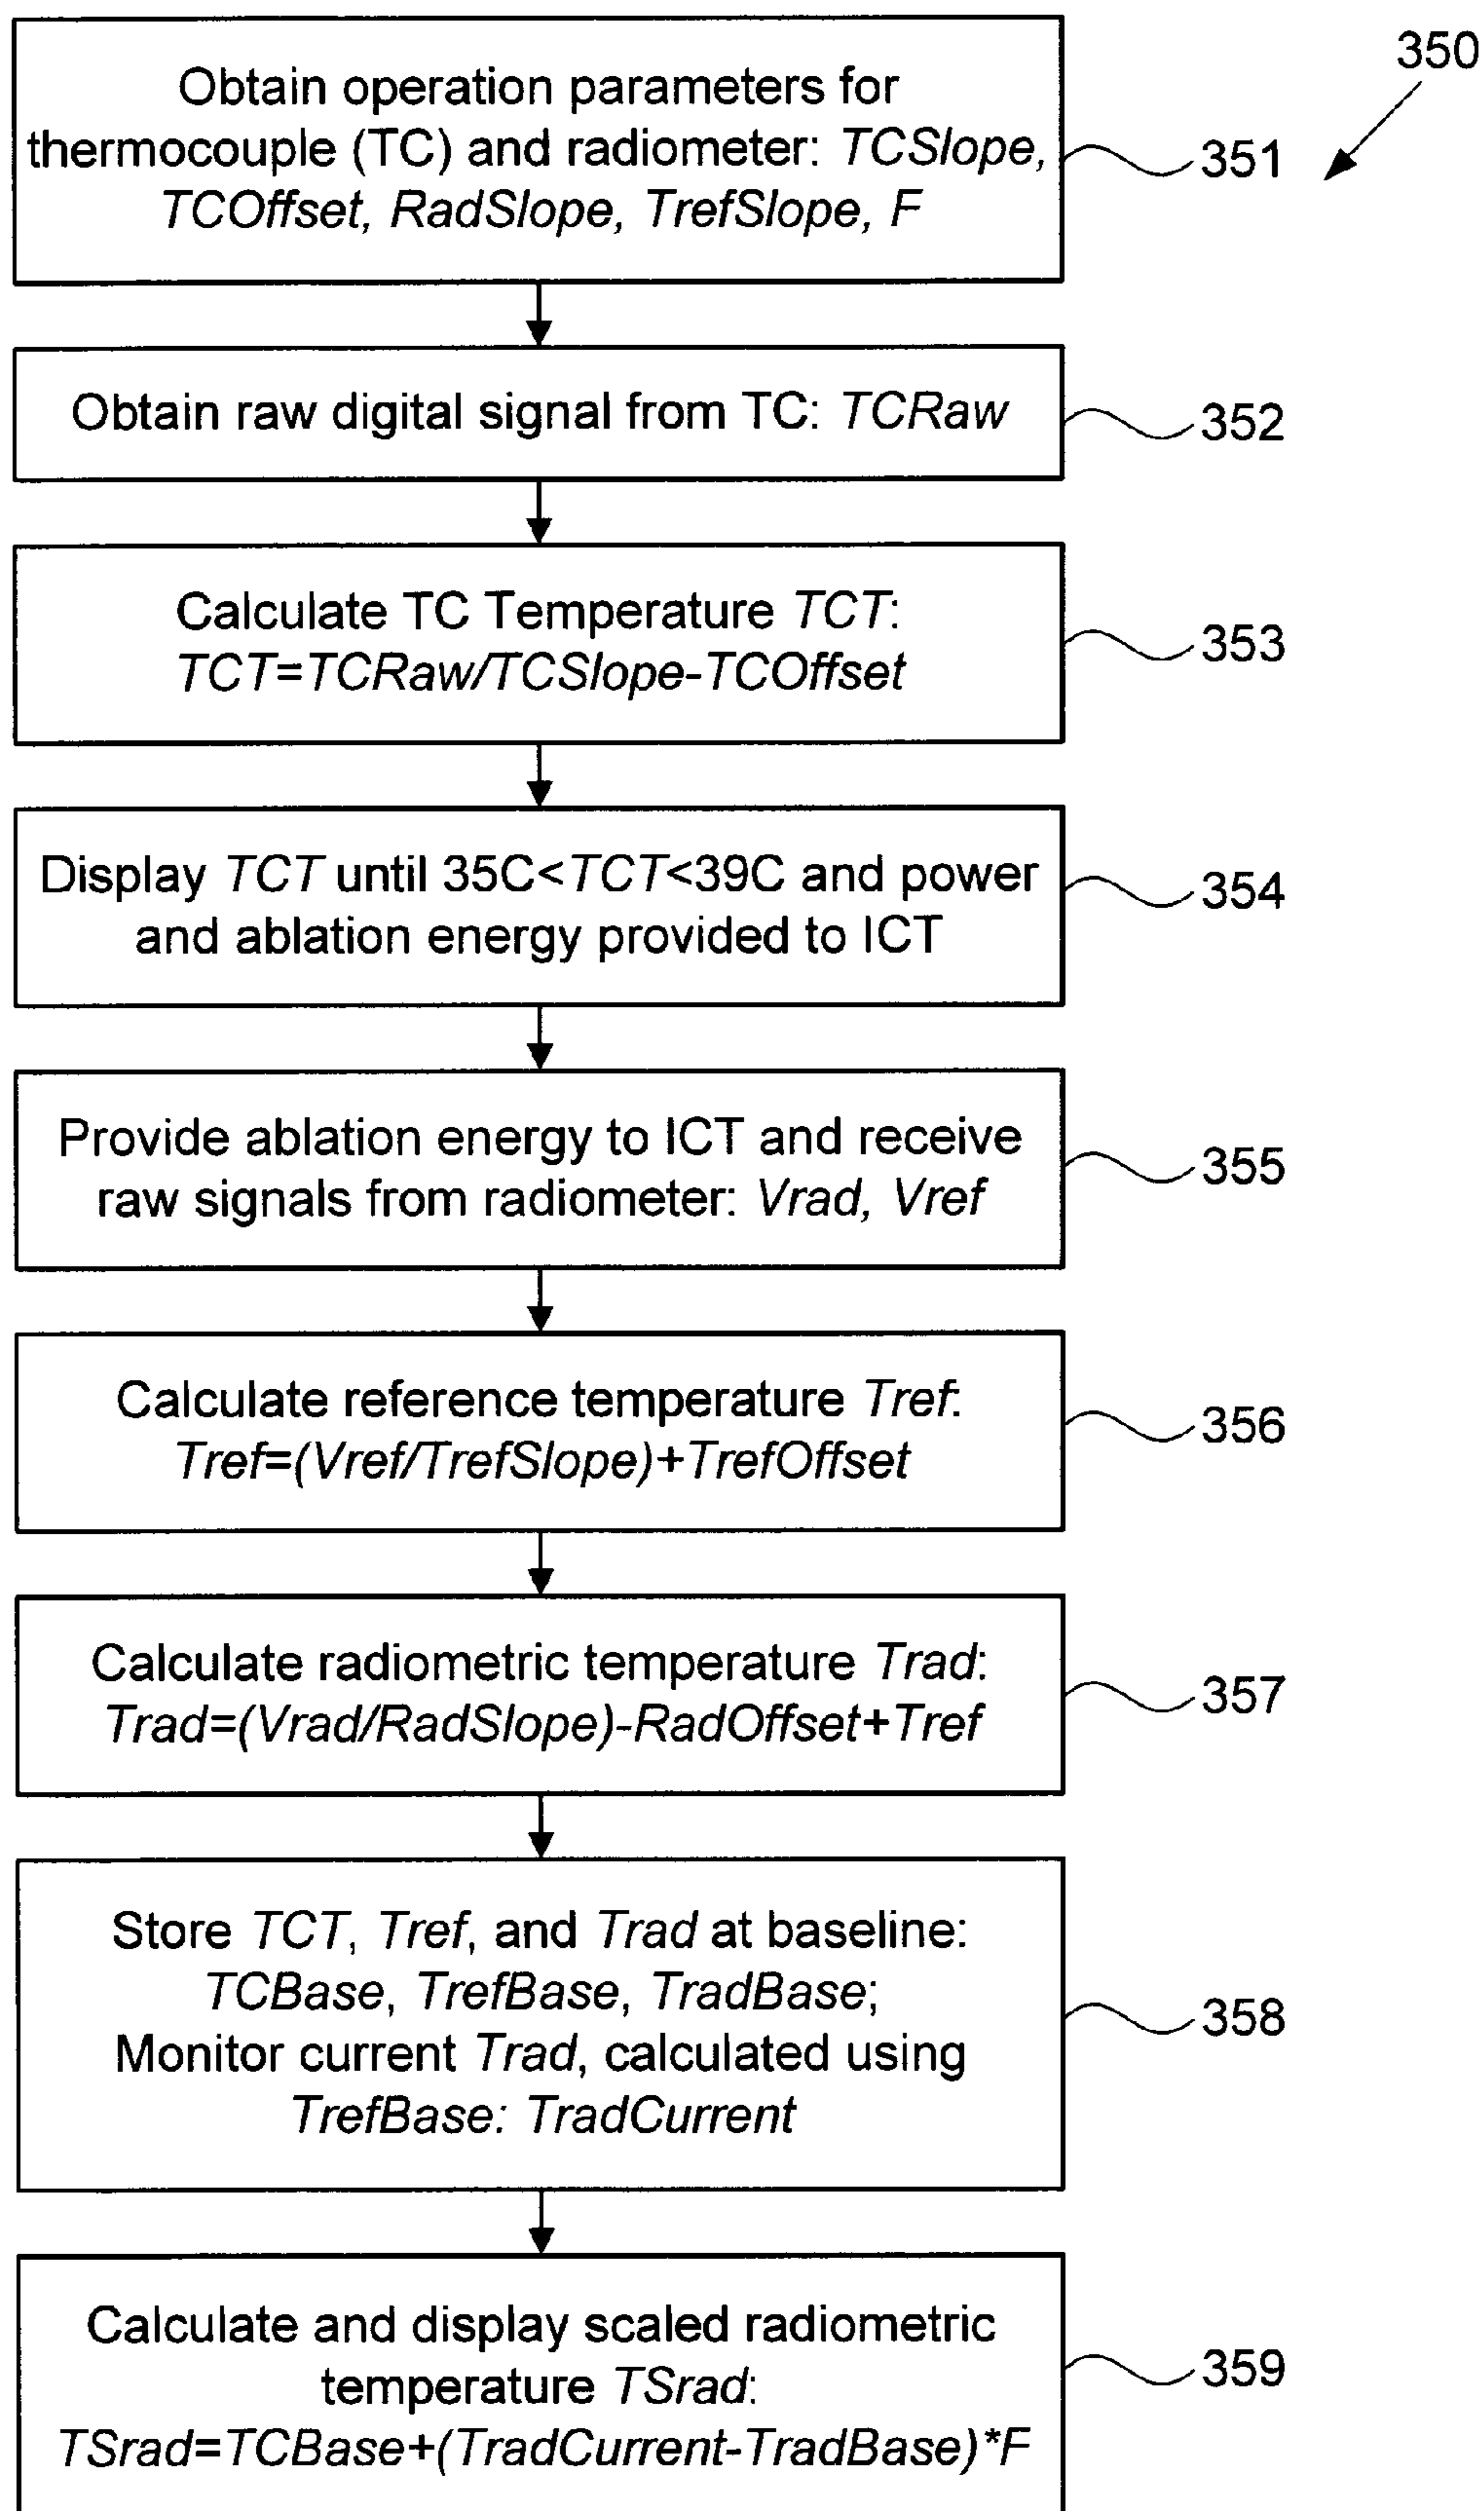 350
Obtain operation parameters for
thermocouple (TC) and radiometer: TCSlope,
TCOffset, RadSlope, TrefSlope, F
351
Obtain raw digital signal from TC: TCRaw
352
Calculate TC Temperature TCT:
TCT=TCRaw/TCSlope-TCOffset
353
Display TCT until 35C<TCT<39C and power
and ablation energy provided to ICT
354
Provide ablation energy to ICT and receive
raw signals from radiometer: Vrad, Vref
355
Calculate reference temperature Tref:
Tref=(Vref/TrefSlope)+TrefOffset
356
Calculate radiometric temperature Trad:
Trad=(Vrad/RadSlope)-RadOffset+Tref
357
Store TCT, Tref, and Trad at baseline:
TCBase, TrefBase, TradBase;
Monitor current Trad, calculated using
TrefBase: TradCurrent
358
Calculate and display scaled radiometric
temperature TSrad:
TSrad=TCBase+(TradCurrent-TradBase)*F
359